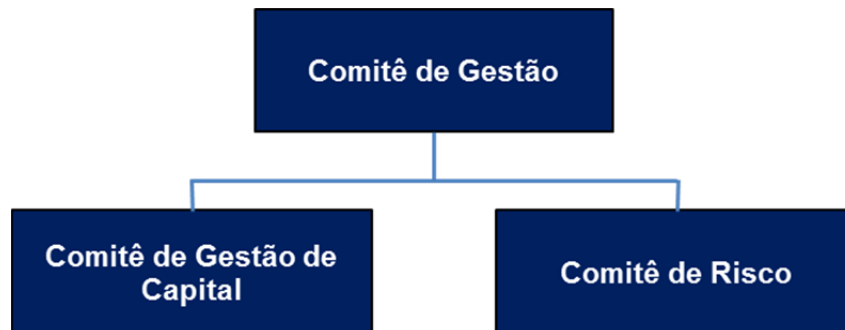 Comitê de Gestão
Comitê de Gestão de
Capital
Comitê de Risco